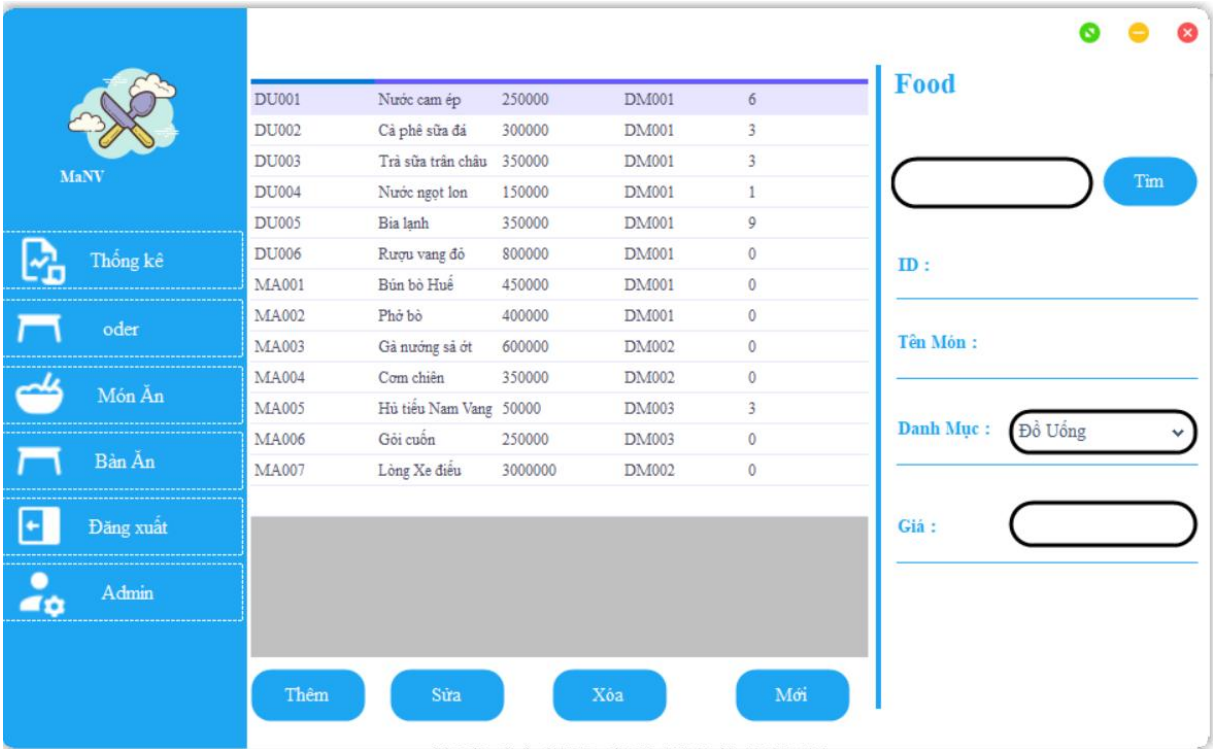 MaNV
Thống kê
oder
Món Ăn
Bàn Ăn
Đăng xuất
Admin
DU001 Nước cam ép 250000 DM001 6
DU002 Cà phê sữa đá 300000 DM001 3
DU003 Trà sữa trân châu 350000 DM001 3
DU004 Nước ngọt lon 150000 DM001 1
DU005 Bia lạnh 350000 DM001 9
DU006 Rượu vang đỏ 800000 DM001 0
MA001 Bún bò Huế 450000 DM001 0
MA002 Phở bò 400000 DM001 0
MA003 Gà nướng sả ớt 600000 DM002 0
MA004 Cơm chiên 350000 DM002 0
MA005 Hủ tiếu Nam Vang 50000 DM003 3
MA006 Gỏi cuốn 250000 DM003 0
MA007 Lòng Xe điếu 3000000 DM002 0
Thêm Sửa Xóa Mới
Food
Tìm
ID :
Tên Món :
Danh Mục : Đồ Uống
Giá :